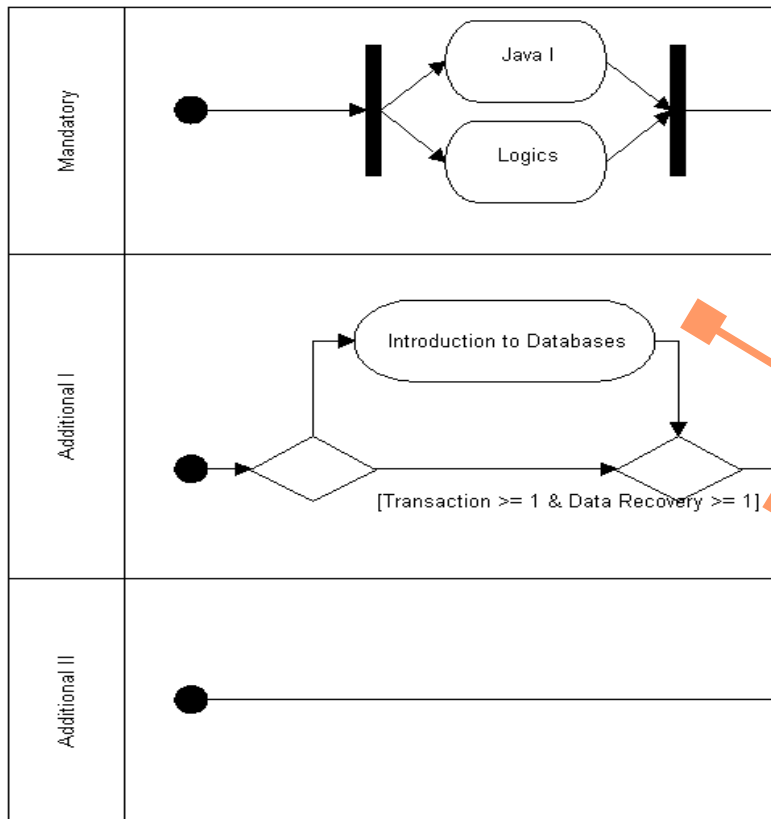 Mandatory
Java I
Logics
Additional I
Introduction to Databases
[Transaction >= 1 & Data Recovery >= 1]
Additional II